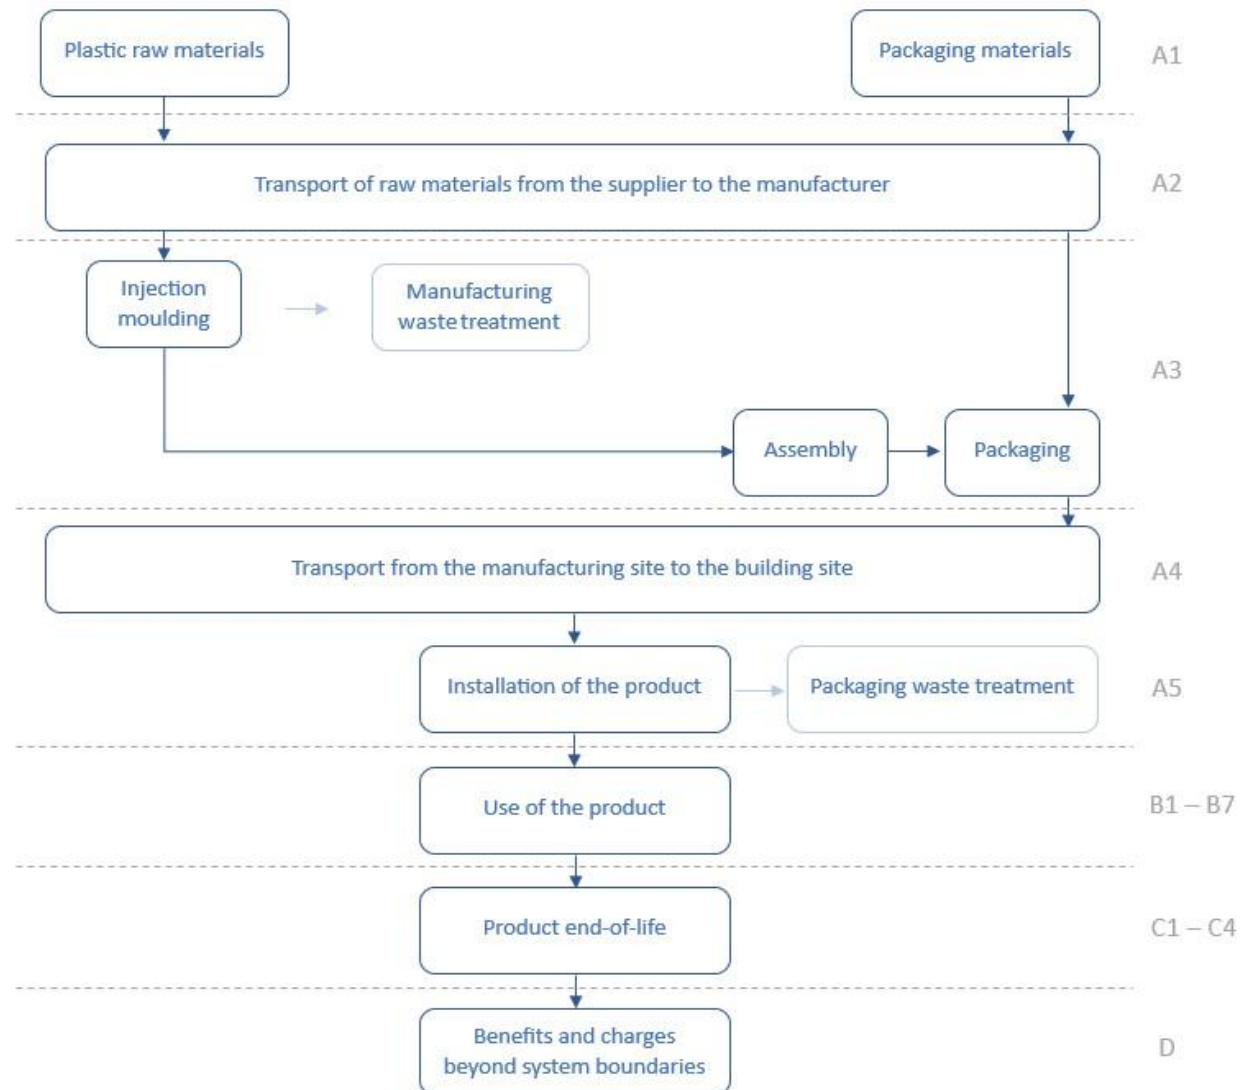 Plastic raw materials
Packaging materials
A1
Transport of raw materials from the supplier to the manufacturer
A2
Injection
moulding
Manufacturing
waste treatment
A3
Assembly
Packaging
Transport from the manufacturing site to the building site
A4
Installation of the product
Packaging waste treatment
A5
Use of the product
B1 – B7
Product end-of-life
C1 – C4
Benefits and charges
beyond system boundaries
D